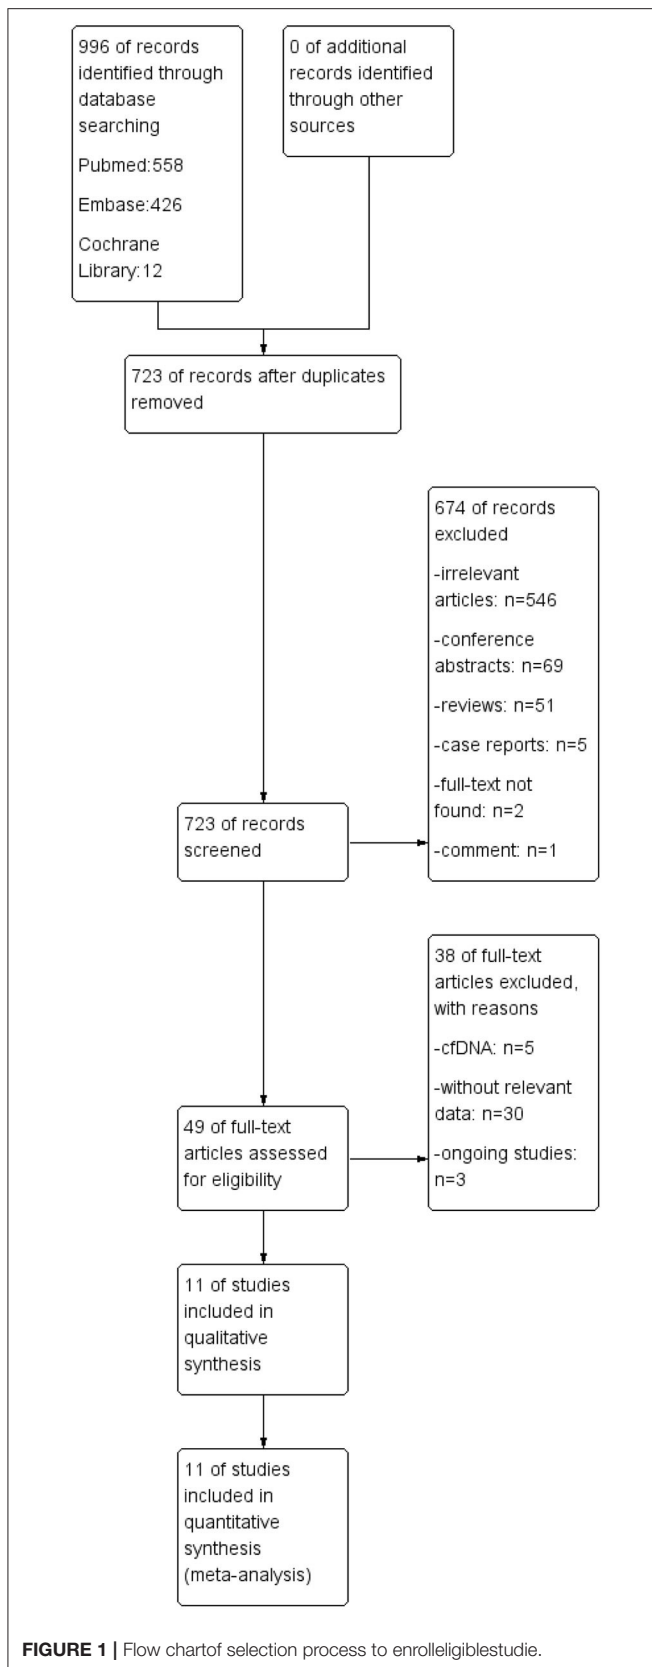 996 of records
identified through
database
searching
Pubmed:558
Embase:426
Cochrane
Library:12
0 of additional
records identified
through other
sources
723 of records after duplicates
removed
674 of records
excluded
-irrelevant
articles: n=546
-conference
abstracts: n=69
-reviews: n=51
-case reports: n=5
-full-text not
found: n=2
-comment: n=1
723 of records
screened
38 of full-text
articles excluded,
with reasons
-cfDNA: n=5
-without relevant
data: n=30
-ongoing studies:
n=3
49 of full-text
articles assessed
for eligibility
11 of studies
included in
qualitative
synthesis
11 of studies
included in
quantitative
synthesis
(meta-analysis)
FIGURE 1 | Flow chartof selection process to enrolleligiblestudie.